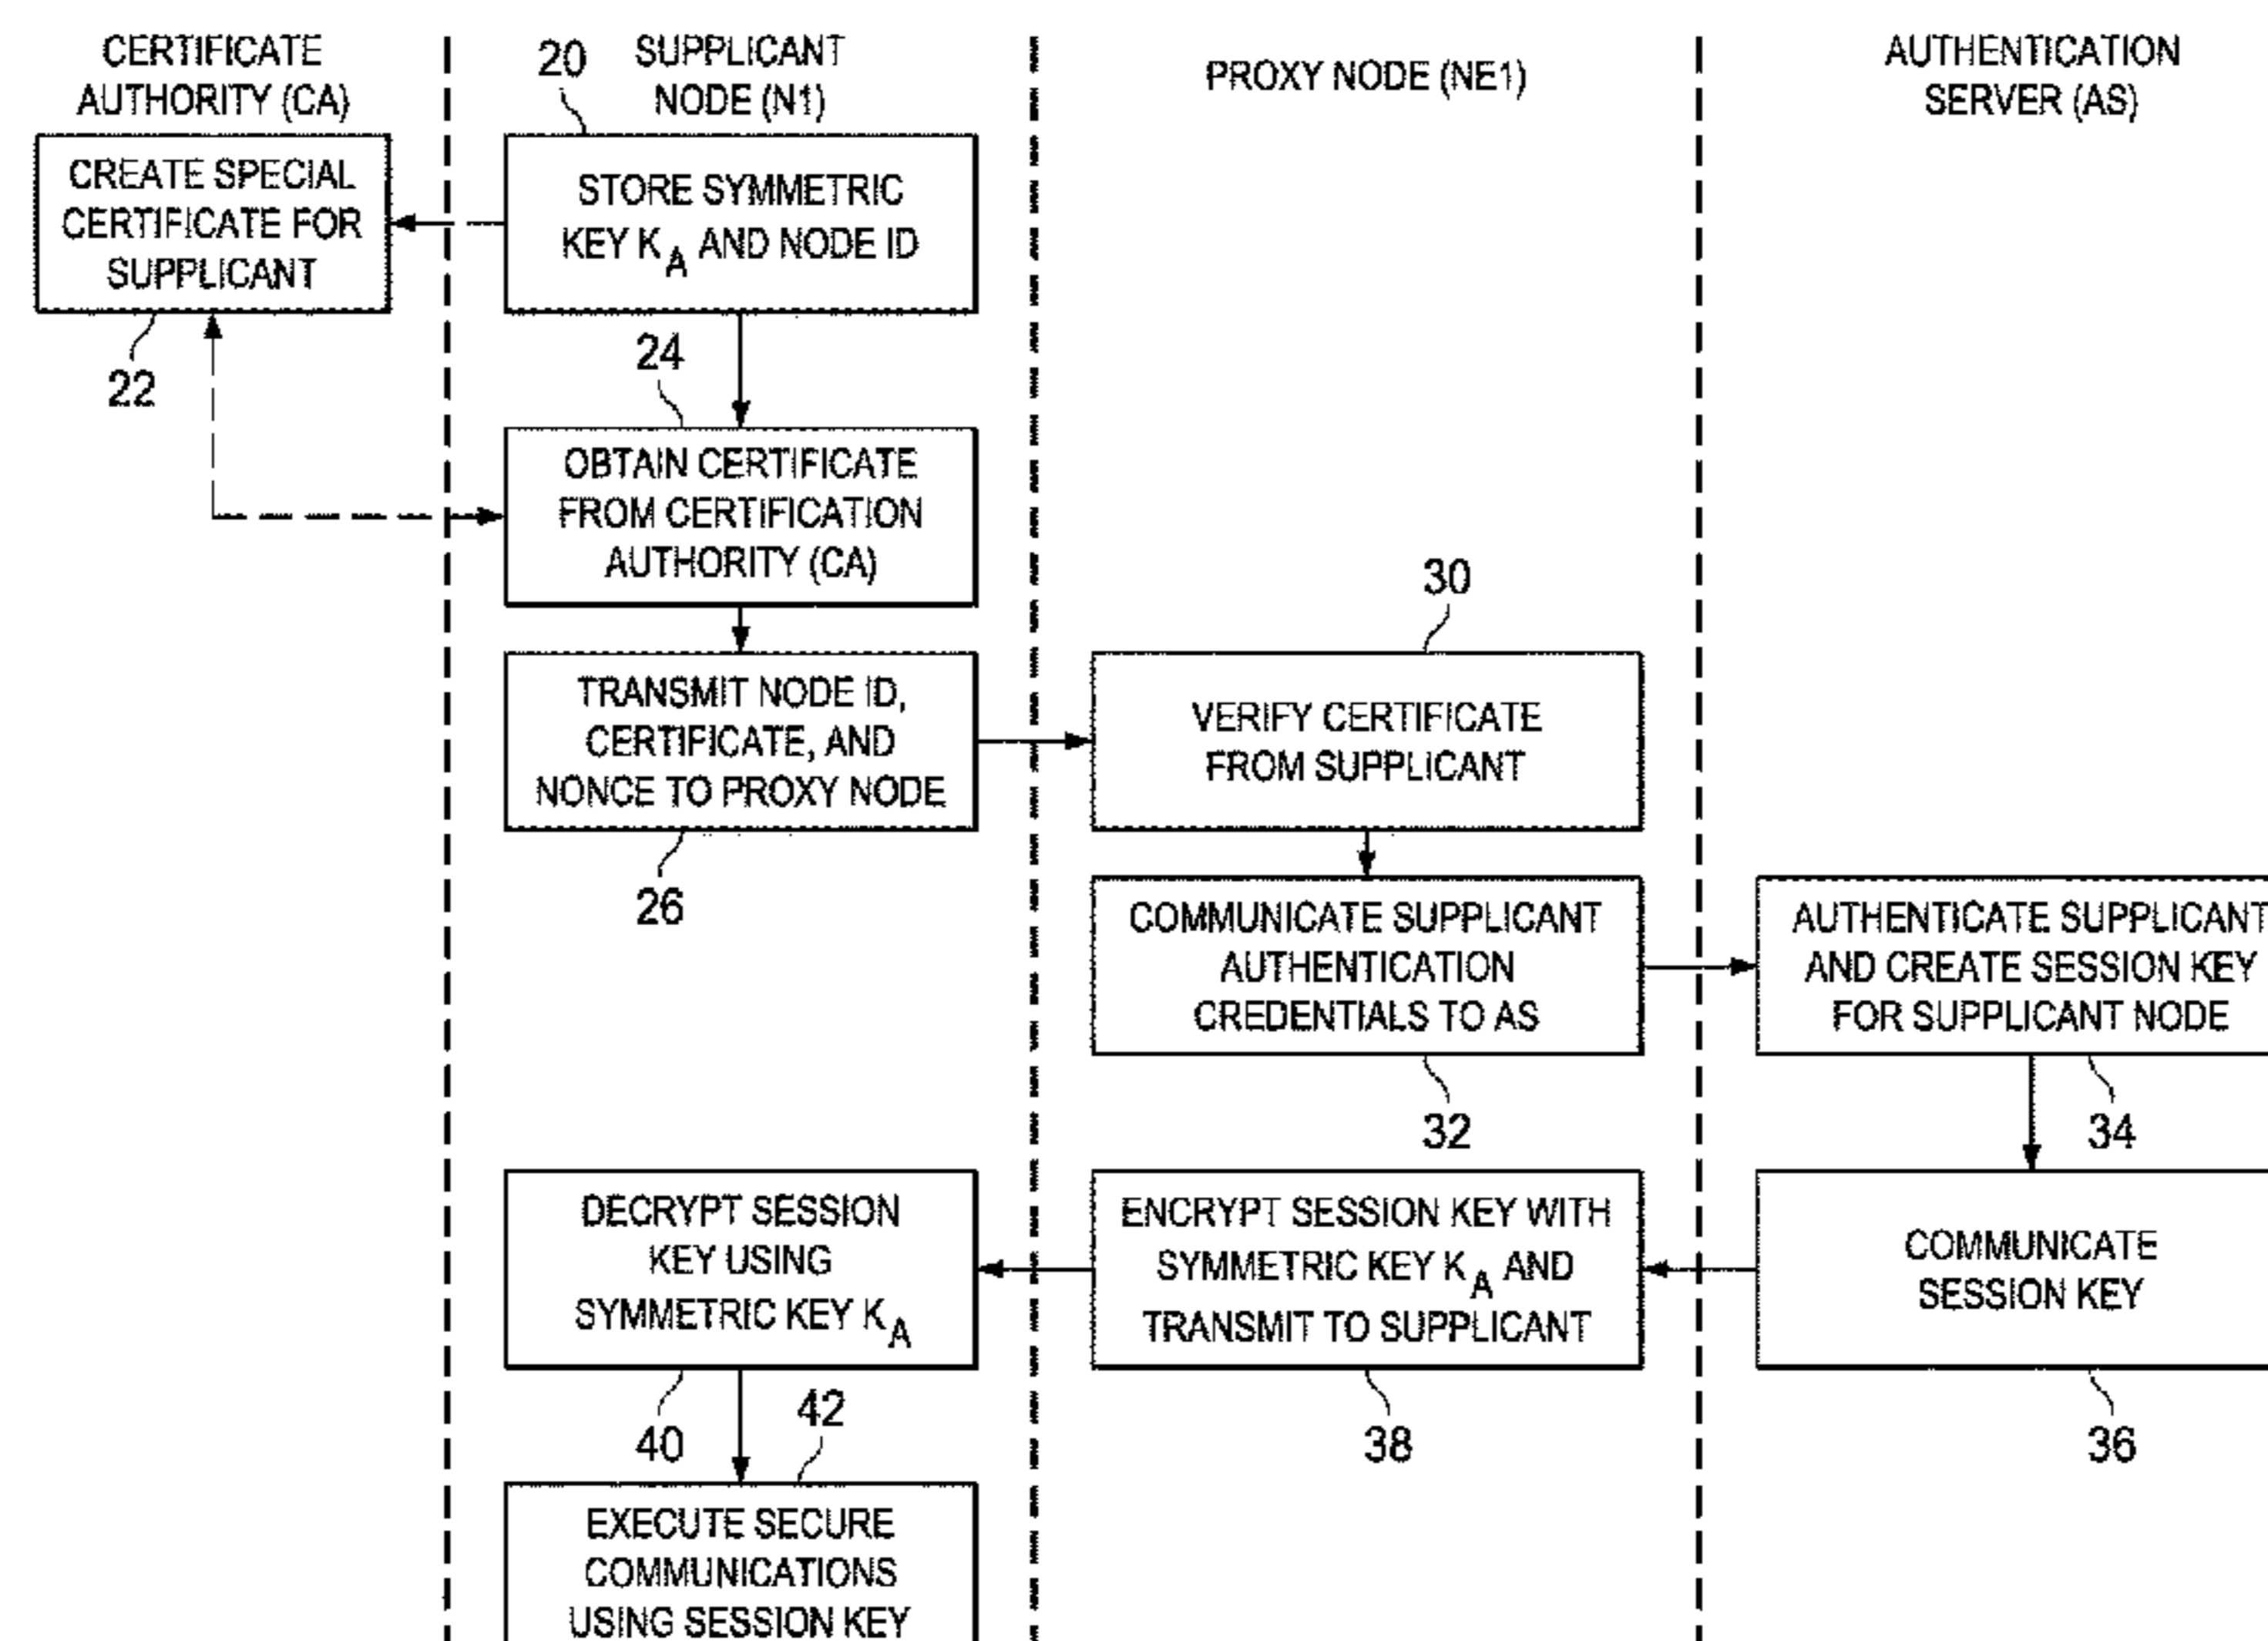 CERTIFICATE
AUTHORITY (CA)
SUPPLICANT
NODE (N1)
PROXY NODE (NE1)
AUTHENTICATION
SERVER (AS)
20
CREATE SPECIAL
CERTIFICATE FOR
SUPPLICANT
22
STORE SYMMETRIC
KEY K A AND NODE ID
24
OBTAIN CERTIFICATE
FROM CERTIFICATION
AUTHORITY (CA)
TRANSMIT NODE ID,
CERTIFICATE, AND
NONCE TO PROXY NODE
26
30
VERIFY CERTIFICATE
FROM SUPPLICANT
COMMUNICATE SUPPLICANT
AUTHENTICATION
CREDENTIALS TO AS
32
AUTHENTICATE SUPPLICANT
AND CREATE SESSION KEY
FOR SUPPLICANT NODE
34
COMMUNICATE
SESSION KEY
36
ENCRYPT SESSION KEY WITH
SYMMETRIC KEY K A AND
TRANSMIT TO SUPPLICANT
38
DECRYPT SESSION
KEY USING
SYMMETRIC KEY K A
40
42
EXECUTE SECURE
COMMUNICATIONS
USING SESSION KEY